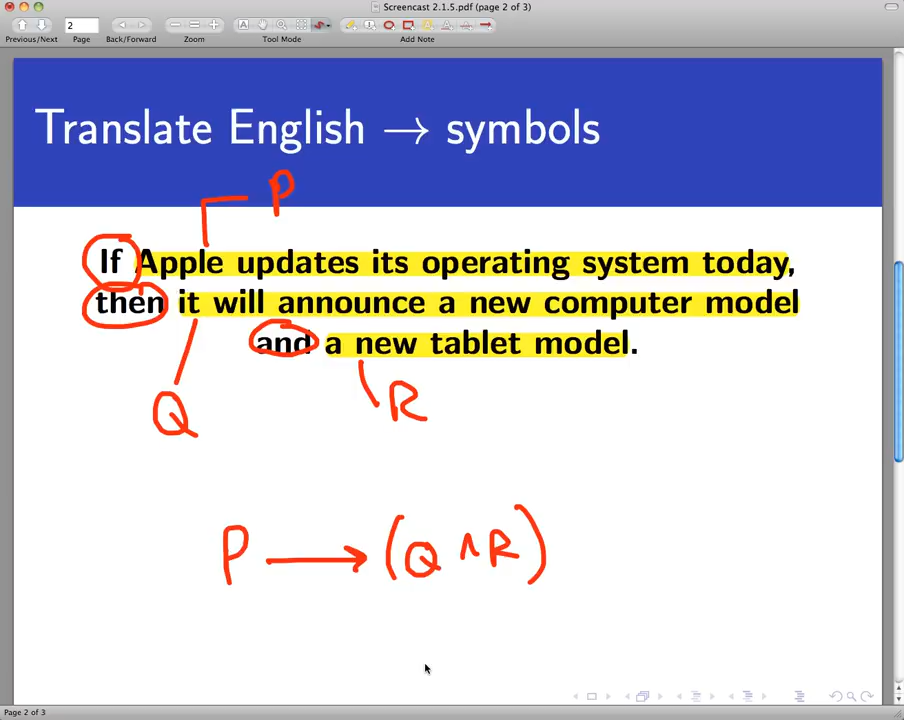 Screencast 2.1.5.pdf (page 2 of 3)
2
Previous/Next Page Back/Forward Zoom Tool Mode Add Note
Translate English → symbols
P
If Apple updates its operating system today,
then it will announce a new computer model
and a new tablet model.
Q R
P → (Q ∧ R)
Page 2 of 3